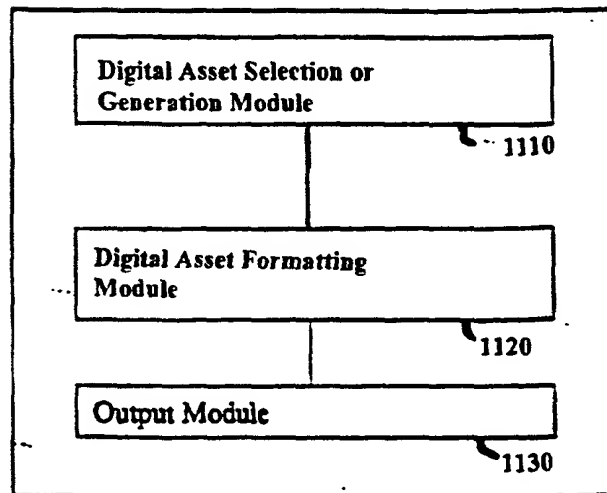 Digital Asset Selection or
Generation Module
1110
Digital Asset Formatting
Module
1120
Output Module
1130